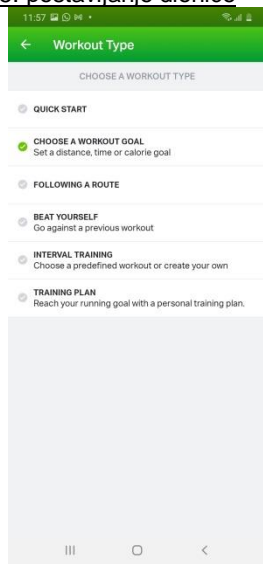 postavljanje dionice
11:57
Workout Type
CHOOSE A WORKOUT TYPE
QUICK START
CHOOSE A WORKOUT GOAL
Set a distance, time or calorie goal
FOLLOWING A ROUTE
BEAT YOURSELF
Go against a previous workout
INTERVAL TRAINING
Choose a predefined workout or create your own
TRAINING PLAN
Reach your running goal with a personal training plan.